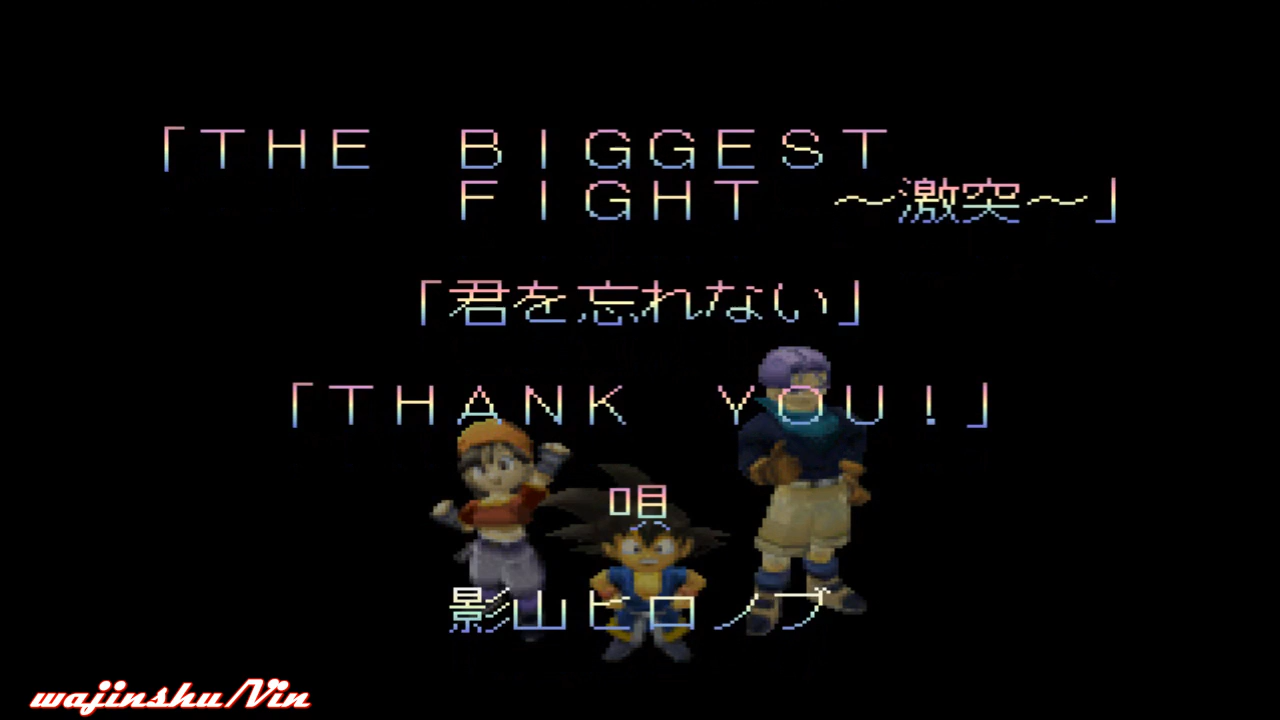 「THE BIGGEST
FIGHT ~激突~」
「君を忘れない」
「THANK YOU!」
唄
影山ヒロノブ
wajinshu/Vin